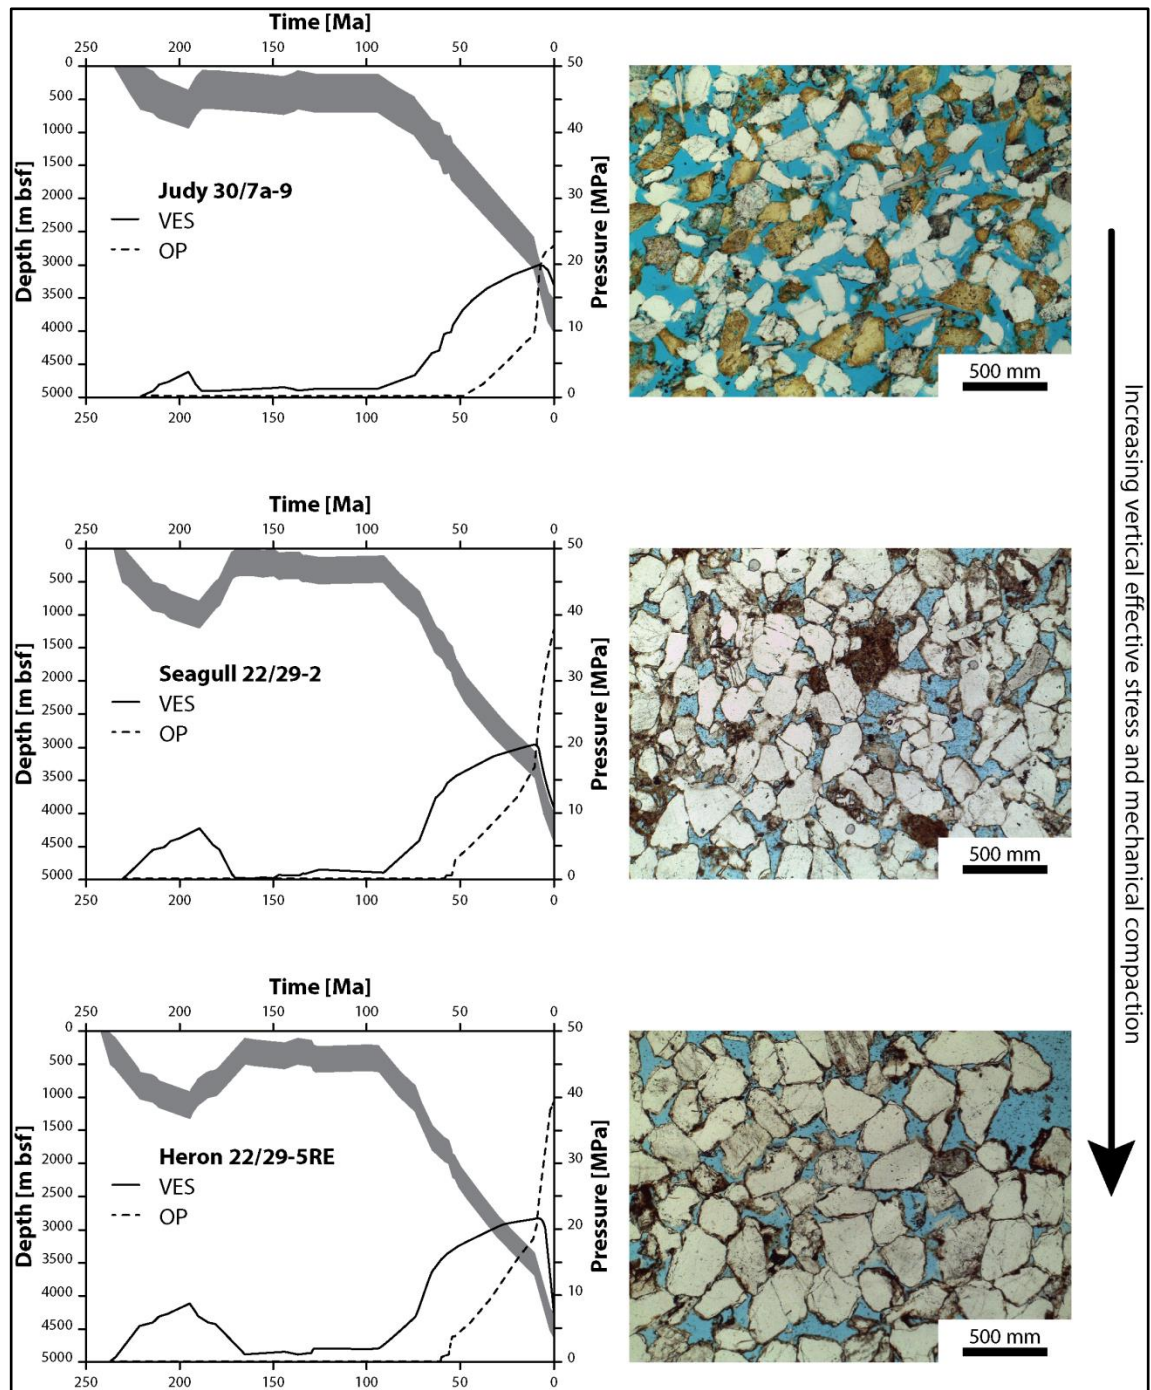 Time [Ma]
250 200 150 100 50 0
0 500 1000 1500 2000 2500 3000 3500 4000 4500 5000
Depth [m bsf]
Judy 30/7a-9
VES
OP
50 40 30 20 10 0
Pressure [MPa]
250 200 150 100 50 0
500 mm
Time [Ma]
250 200 150 100 50 0
0 500 1000 1500 2000 2500 3000 3500 4000 4500 5000
Depth [m bsf]
Seagull 22/29-2
VES
OP
50 40 30 20 10 0
Pressure [MPa]
250 200 150 100 50 0
500 mm
Time [Ma]
250 200 150 100 50 0
0 500 1000 1500 2000 2500 3000 3500 4000 4500 5000
Depth [m bsf]
Heron 22/29-5RE
VES
OP
50 40 30 20 10 0
Pressure [MPa]
250 200 150 100 50 0
500 mm
Increasing vertical effective stress and mechanical compaction